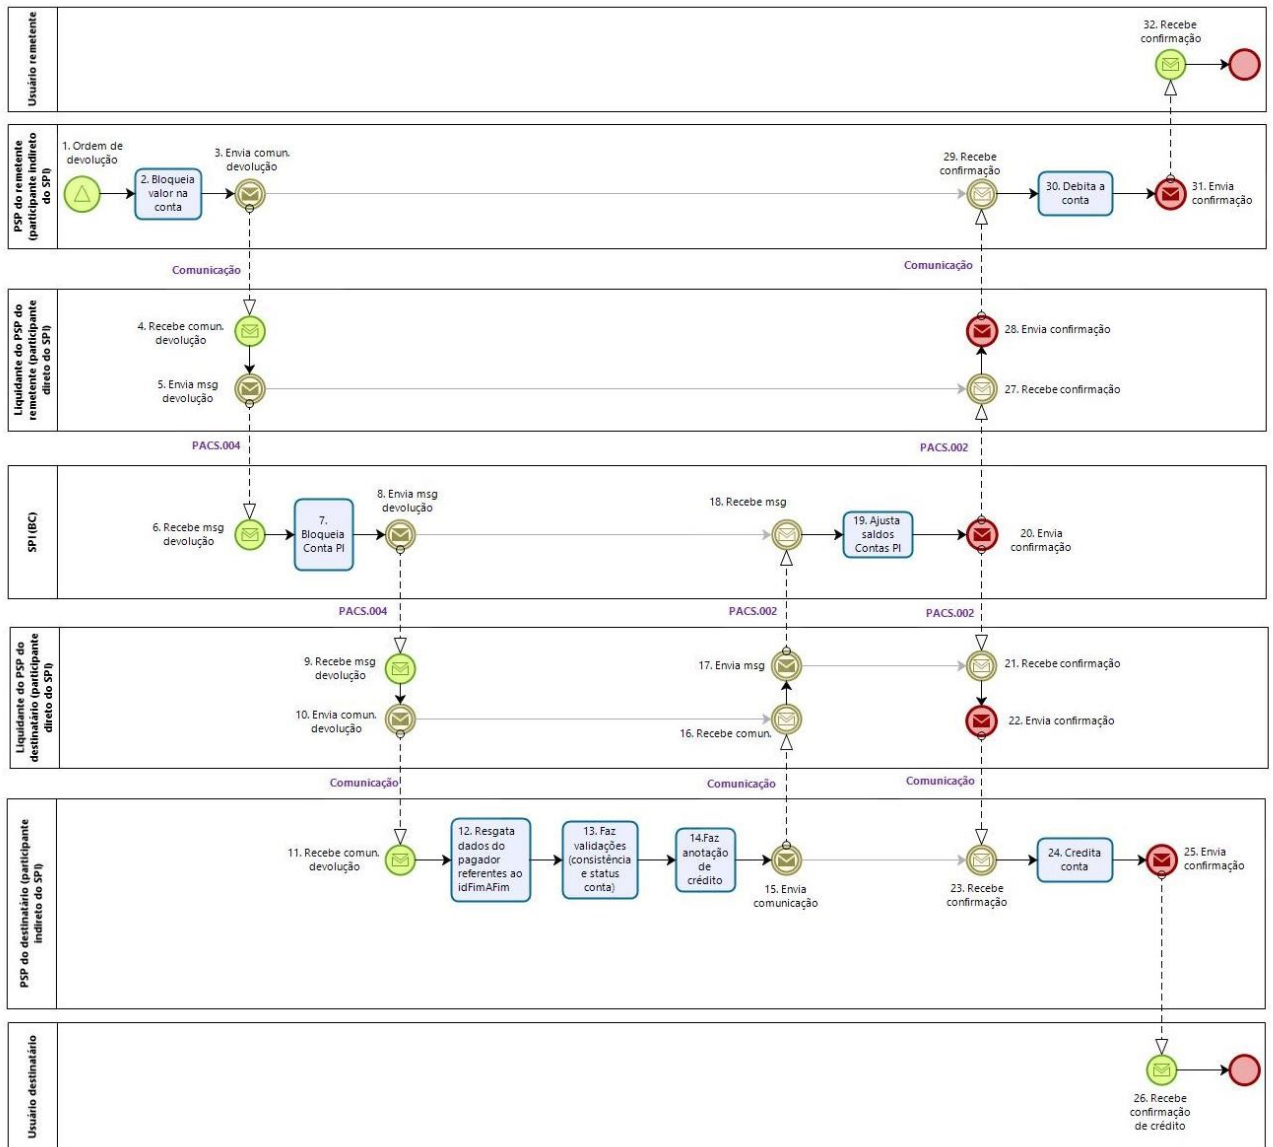 Usuário remetente
32. Recebe
confirmação
PSP do remetente
(participante indireto
do SPI)
1. Ordem de
devolução
2. Bloqueia
valor na
conta
3. Envia comun.
devolução
29. Recebe
confirmação
30. Debita a
conta
31. Envia
confirmação
Comunicação
Comunicação
Liquidante do PSP do
remetente (participante
direto do SPI)
4. Recebe comun.
devolução
28. Envia confirmação
5. Envia msg
devolução
27. Recebe confirmação
PACS.004
PACS.002
SPI (BC)
6. Recebe msg
devolução
7.
Bloqueia
Conta PI
8. Envia msg
devolução
18. Recebe msg
19. Ajusta
saldos
Contas PI
20. Envia
confirmação
PACS.004
PACS.002
PACS.002
Liquidante do PSP do
destinatário (participante
direto do SPI)
9. Recebe msg
devolução
17. Envia msg
21. Recebe confirmação
10. Envia comun.
devolução
16. Recebe comun.
22. Envia confirmação
Comunicação
Comunicação
Comunicação
PSP do destinatário (participante
indireto do SPI)
11. Recebe comun.
devolução
12. Resgata
dados do
pagador
referentes ao
idFimAFim
13. Faz
validações
(consistência
e status
conta)
14.Faz
anotação
de
crédito
15. Envia
comunicação
23. Recebe
confirmação
24. Credita
conta
25. Envia
confirmação
Usuário destinatário
26. Recebe
confirmação
de crédito